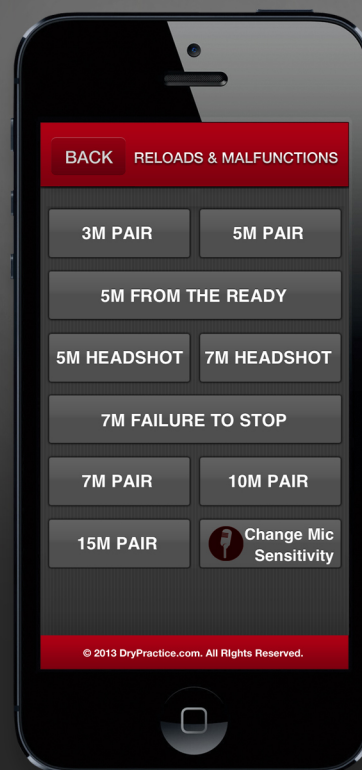 BACK RELOADS & MALFUNCTIONS
3M PAIR 5M PAIR
5M FROM THE READY
5M HEADSHOT 7M HEADSHOT
7M FAILURE TO STOP
7M PAIR 10M PAIR
15M PAIR Change Mic
Sensitivity
© 2013 DryPractice.com. All RIghts Reserved.